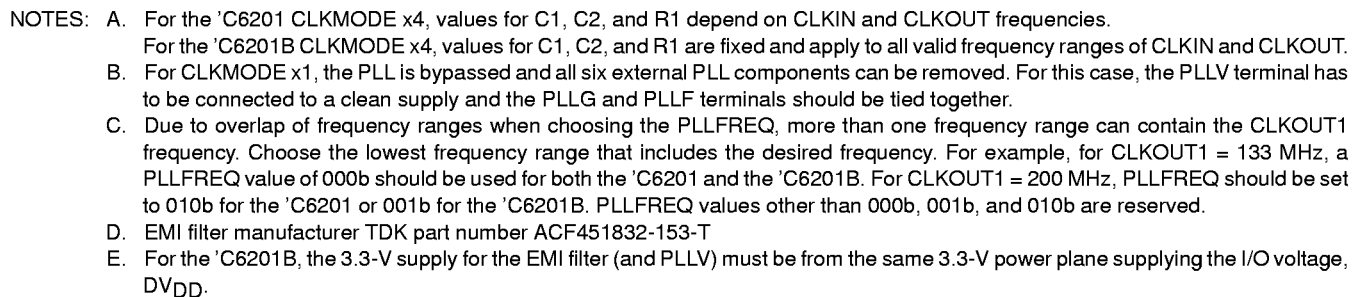 NOTES: A. For the 'C6201 CLKMODE x4, values for C1, C2, and R1 depend on CLKIN and CLKOUT frequencies.
For the 'C6201B CLKMODE x4, values for C1, C2, and R1 are fixed and apply to all valid frequency ranges of CLKIN and CLKOUT.
B. For CLKMODE x1, the PLL is bypassed and all six external PLL components can be removed. For this case, the PLLV terminal has
to be connected to a clean supply and the PLLG and PLLF terminals should be tied together.
C. Due to overlap of frequency ranges when choosing the PLLFREQ, more than one frequency range can contain the CLKOUT1
frequency. Choose the lowest frequency range that includes the desired frequency. For example, for CLKOUT1 = 133 MHz, a
PLLFREQ value of 000b should be used for both the 'C6201 and the 'C6201B. For CLKOUT1 = 200 MHz, PLLFREQ should be set
to 010b for the 'C6201 or 001b for the 'C6201B. PLLFREQ values other than 000b, 001b, and 010b are reserved.
D. EMI filter manufacturer TDK part number ACF451832-153-T
E. For the 'C6201B, the 3.3-V supply for the EMI filter (and PLLV) must be from the same 3.3-V power plane supplying the I/O voltage,
DVDD.